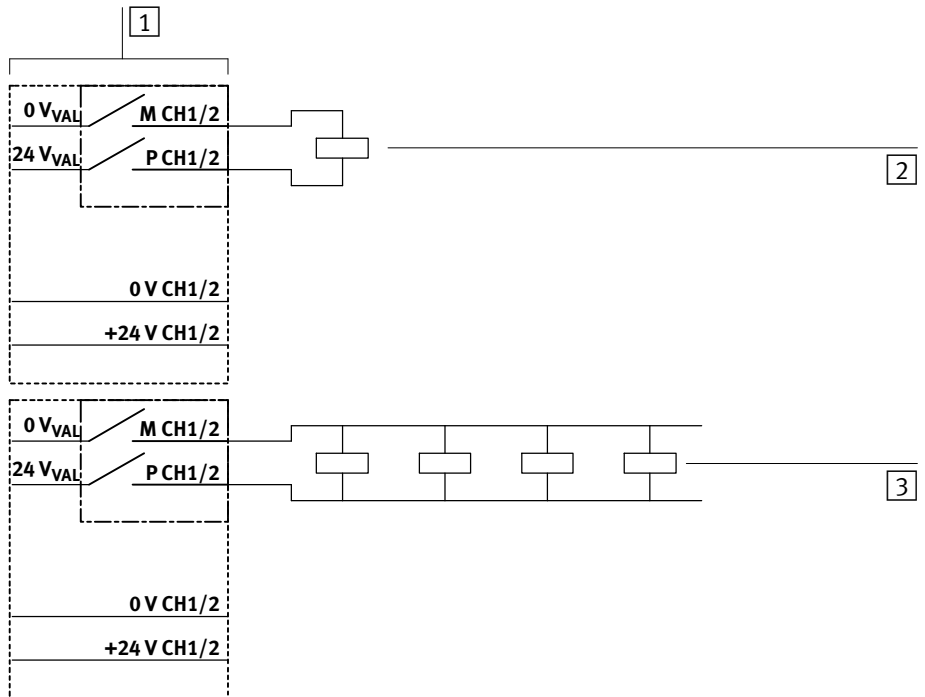 1
0 VVAL M CH1/2
24 VVAL P CH1/2
2
0 V CH1/2
+24 V CH1/2
0 VVAL M CH1/2
24 VVAL P CH1/2
3
0 V CH1/2
+24 V CH1/2